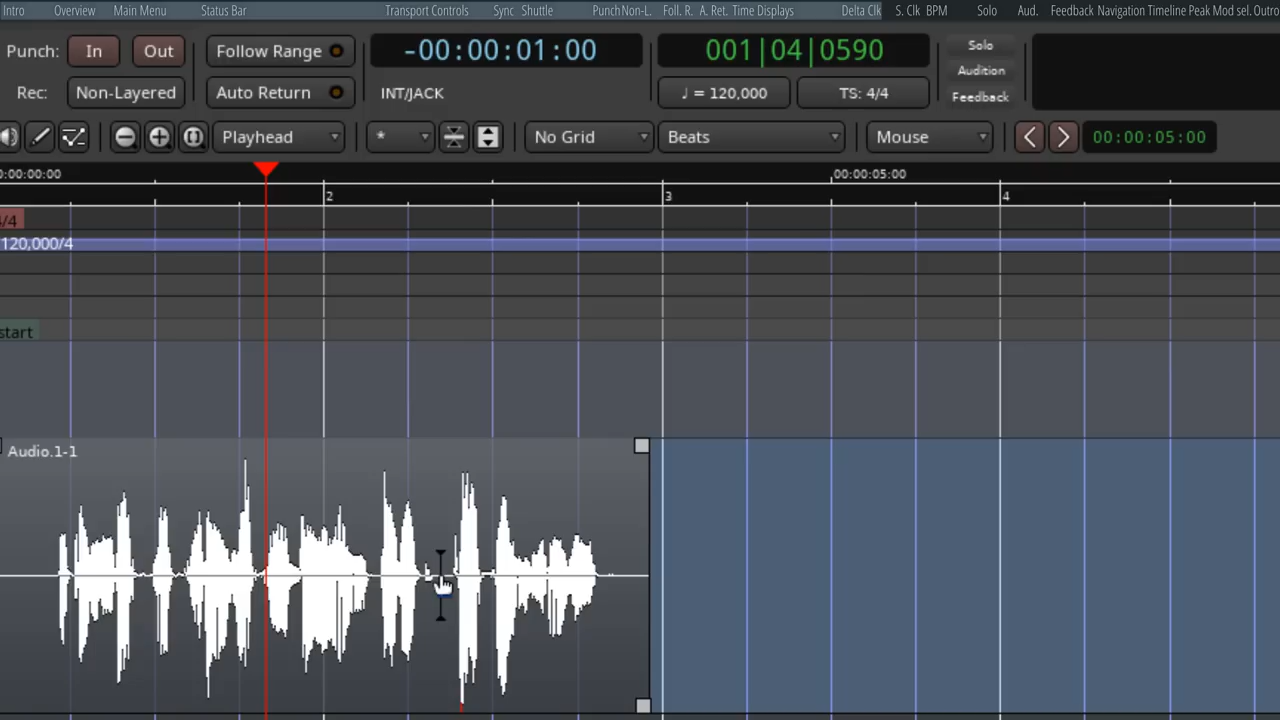 Intro Overview Main Menu Status Bar Transport Controls Sync Shuttle Punch Non-L. Foll. R. A. Ret. Time Displays Delta Clk S. Clk BPM Solo Aud. Feedback Navigation Timeline Peak Mod sel. Outro
Punch: In Out Follow Range -00:00:01:00 001|04|0590 Solo
Audition
Rec: Non-Layered Auto Return INT/JACK ♩ = 120,000 TS: 4/4 Feedback
Playhead * No Grid Beats Mouse 00:00:05:00
0:00:00:00 00:00:05:00
2 3 4
/4
120,000/4
start
Audio.1-1